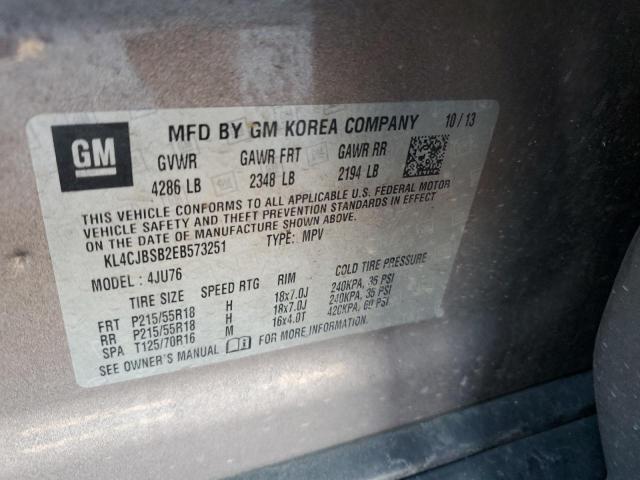 GM
MFD BY GM KOREA COMPANY 10/13
GVWR GAWR FRT GAWR RR
4286 LB 2348 LB 2194 LB
THIS VEHICLE CONFORMS TO ALL APPLICABLE U.S. FEDERAL MOTOR
VEHICLE SAFETY AND THEFT PREVENTION STANDARDS IN EFFECT
ON THE DATE OF MANUFACTURE SHOWN ABOVE.
KL4CJBSB2EB573251 TYPE: MPV
MODEL : 4JU76
TIRE SIZE SPEED RTG RIM COLD TIRE PRESSURE
FRT P215/55R18 H 18x7.0J 240KPA, 35 PSI
RR P215/55R18 H 18x7.0J 240KPA, 35 PSI
SPA T125/70R16 M 16x4.0T 420KPA, 60 PSI
SEE OWNER'S MANUAL FOR MORE INFORMATION